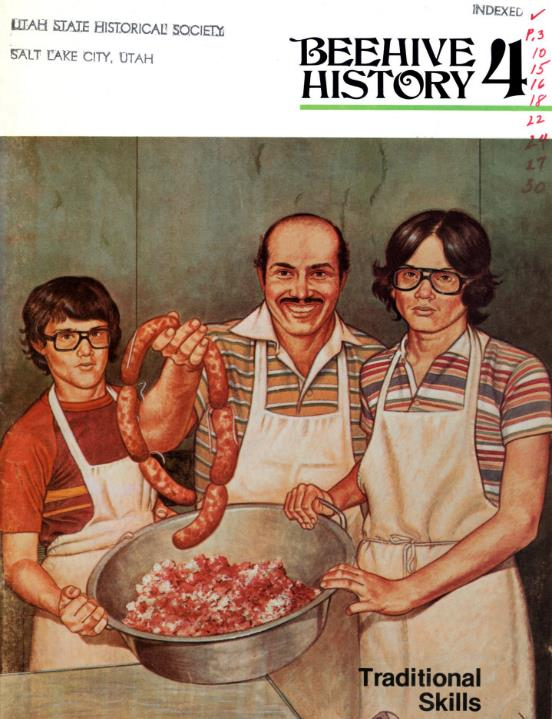 UTAH STATE HISTORICAL SOCIETY
SALT LAKE CITY, UTAH
INDEXED ✓
BEEHIVE
HISTORY 4
P.3
10
15
16
18
22
24
27
30
Traditional
Skills